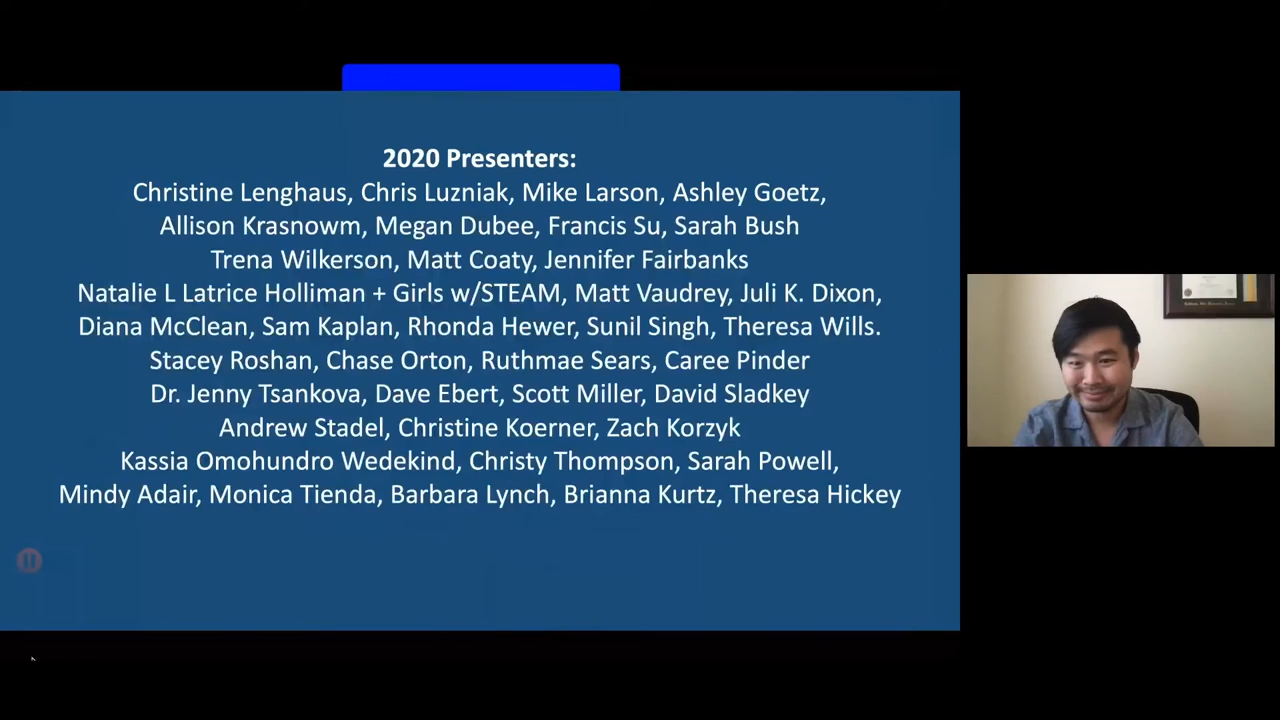 2020 Presenters:
Christine Lenghaus, Chris Luzniak, Mike Larson, Ashley Goetz,
Allison Krasnowm, Megan Dubee, Francis Su, Sarah Bush
Trena Wilkerson, Matt Coaty, Jennifer Fairbanks
Natalie L Latrice Holliman + Girls w/STEAM, Matt Vaudrey, Juli K. Dixon,
Diana McClean, Sam Kaplan, Rhonda Hewer, Sunil Singh, Theresa Wills.
Stacey Roshan, Chase Orton, Ruthmae Sears, Caree Pinder
Dr. Jenny Tsankova, Dave Ebert, Scott Miller, David Sladkey
Andrew Stadel, Christine Koerner, Zach Korzyk
Kassia Omohundro Wedekind, Christy Thompson, Sarah Powell,
Mindy Adair, Monica Tienda, Barbara Lynch, Brianna Kurtz, Theresa Hickey